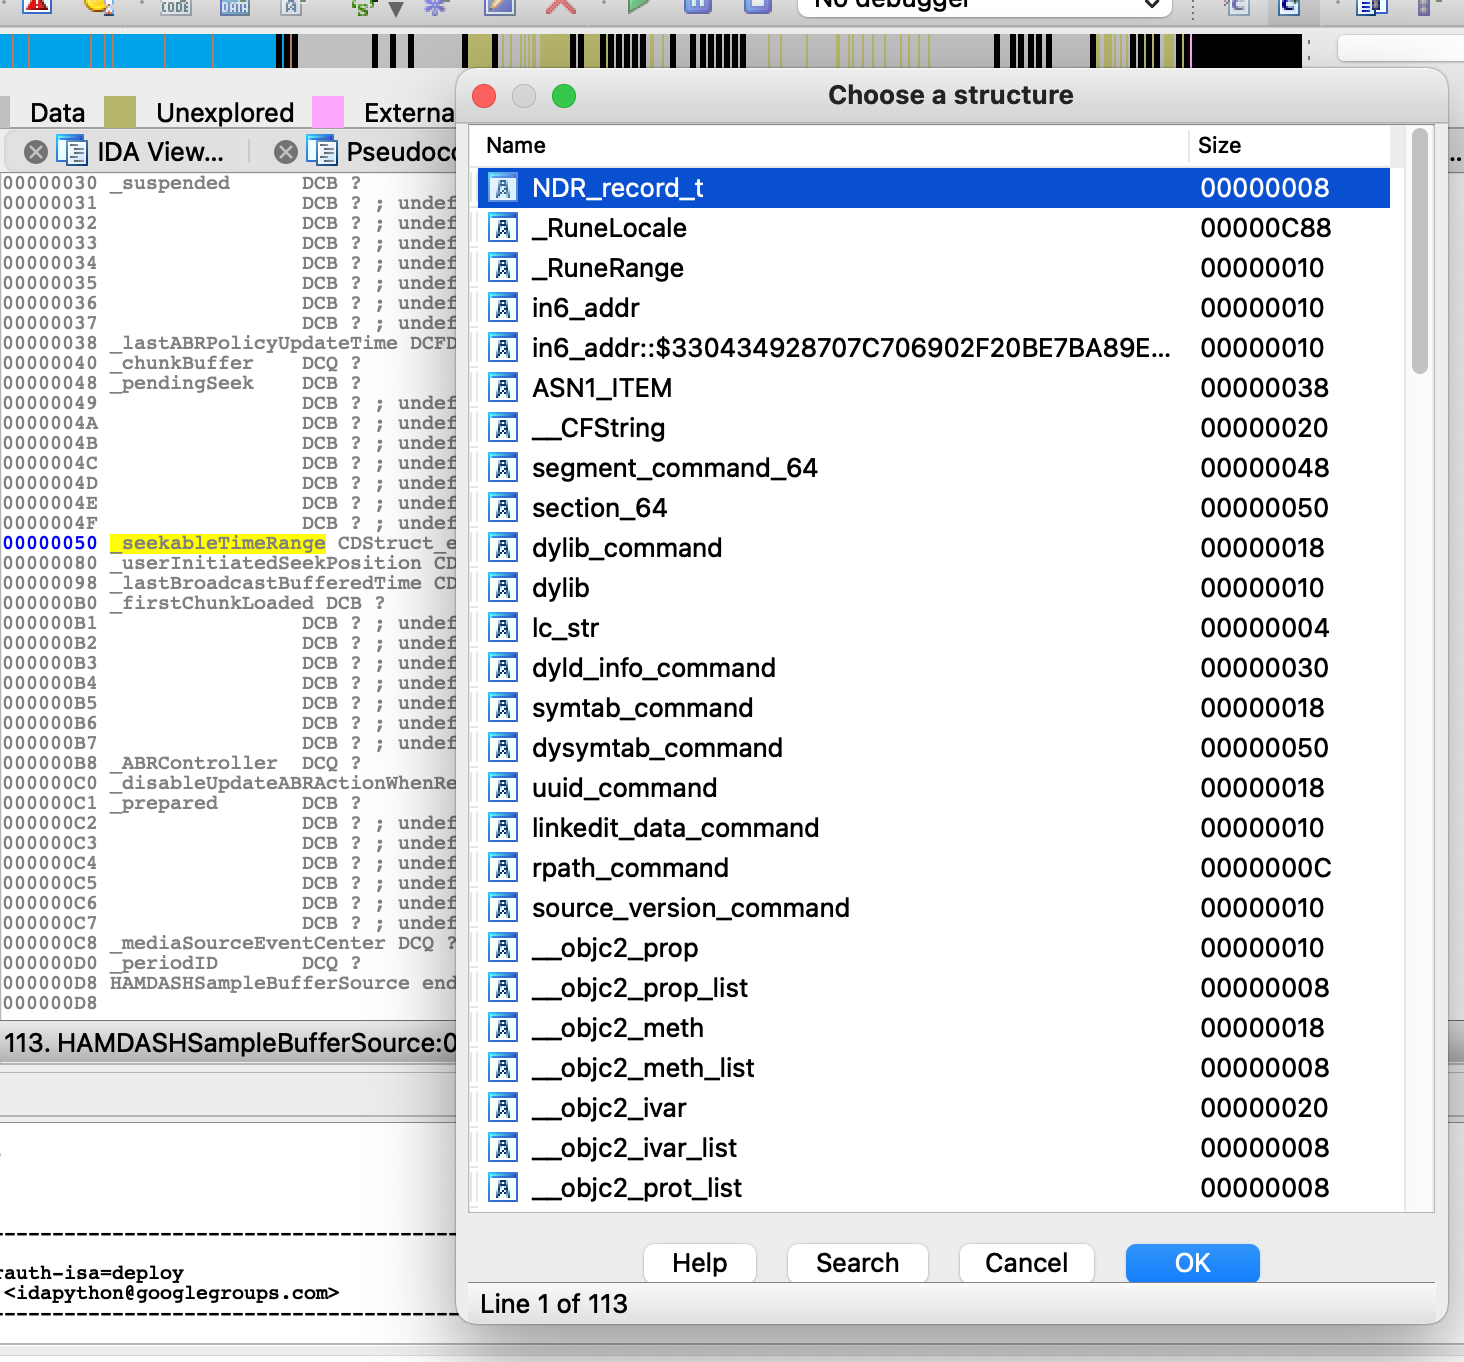 No debugger
CODE
DATA
Data
Unexplored
Externa
IDA View...
Pseudoco
00000030 _suspended DCB ?
00000031 DCB ? ; undef
00000032 DCB ? ; undef
00000033 DCB ? ; undef
00000034 DCB ? ; undef
00000035 DCB ? ; undef
00000036 DCB ? ; undef
00000037 DCB ? ; undef
00000038 _lastABRPolicyUpdateTime DCFD
00000040 _chunkBuffer DCQ ?
00000048 _pendingSeek DCB ?
00000049 DCB ? ; undef
0000004A DCB ? ; undef
0000004B DCB ? ; undef
0000004C DCB ? ; undef
0000004D DCB ? ; undef
0000004E DCB ? ; undef
0000004F DCB ? ; undef
00000050 _seekableTimeRange CDStruct_e
00000080 _userInitiatedSeekPosition CD
00000098 _lastBroadcastBufferedTime CD
000000B0 _firstChunkLoaded DCB ?
000000B1 DCB ? ; undef
000000B2 DCB ? ; undef
000000B3 DCB ? ; undef
000000B4 DCB ? ; undef
000000B5 DCB ? ; undef
000000B6 DCB ? ; undef
000000B7 DCB ? ; undef
000000B8 _ABRController DCQ ?
000000C0 _disableUpdateABRActionWhenRe
000000C1 _prepared DCB ?
000000C2 DCB ? ; undef
000000C3 DCB ? ; undef
000000C4 DCB ? ; undef
000000C5 DCB ? ; undef
000000C6 DCB ? ; undef
000000C7 DCB ? ; undef
000000C8 _mediaSourceEventCenter DCQ ?
000000D0 _periodID DCQ ?
000000D8 HAMDASHSampleBufferSource end
000000D8
113. HAMDASHSampleBufferSource:0
rauth-isa=deploy
<idapython@googlegroups.com>
Choose a structure
Name Size
NDR_record_t 00000008
_RuneLocale 00000C88
_RuneRange 00000010
in6_addr 00000010
in6_addr::$330434928707C706902F20BE7BA89E... 00000010
ASN1_ITEM 00000038
__CFString 00000020
segment_command_64 00000048
section_64 00000050
dylib_command 00000018
dylib 00000010
lc_str 00000004
dyld_info_command 00000030
symtab_command 00000018
dysymtab_command 00000050
uuid_command 00000018
linkedit_data_command 00000010
rpath_command 0000000C
source_version_command 00000010
__objc2_prop 00000010
__objc2_prop_list 00000008
__objc2_meth 00000018
__objc2_meth_list 00000008
__objc2_ivar 00000020
__objc2_ivar_list 00000008
__objc2_prot_list 00000008
Help
Search
Cancel
OK
Line 1 of 113